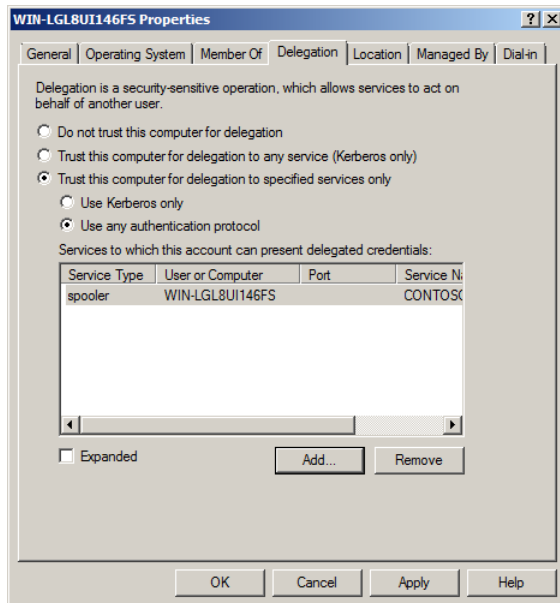 WIN-LGL8UI146FS Properties
General Operating System Member Of Delegation Location Managed By Dial-in
Delegation is a security-sensitive operation, which allows services to act on
behalf of another user.
Do not trust this computer for delegation
Trust this computer for delegation to any service (Kerberos only)
Trust this computer for delegation to specified services only
Use Kerberos only
Use any authentication protocol
Services to which this account can present delegated credentials:
Service Type User or Computer Port Service Na
spooler WIN-LGL8UI146FS CONTOSO
Expanded Add... Remove
OK Cancel Apply Help